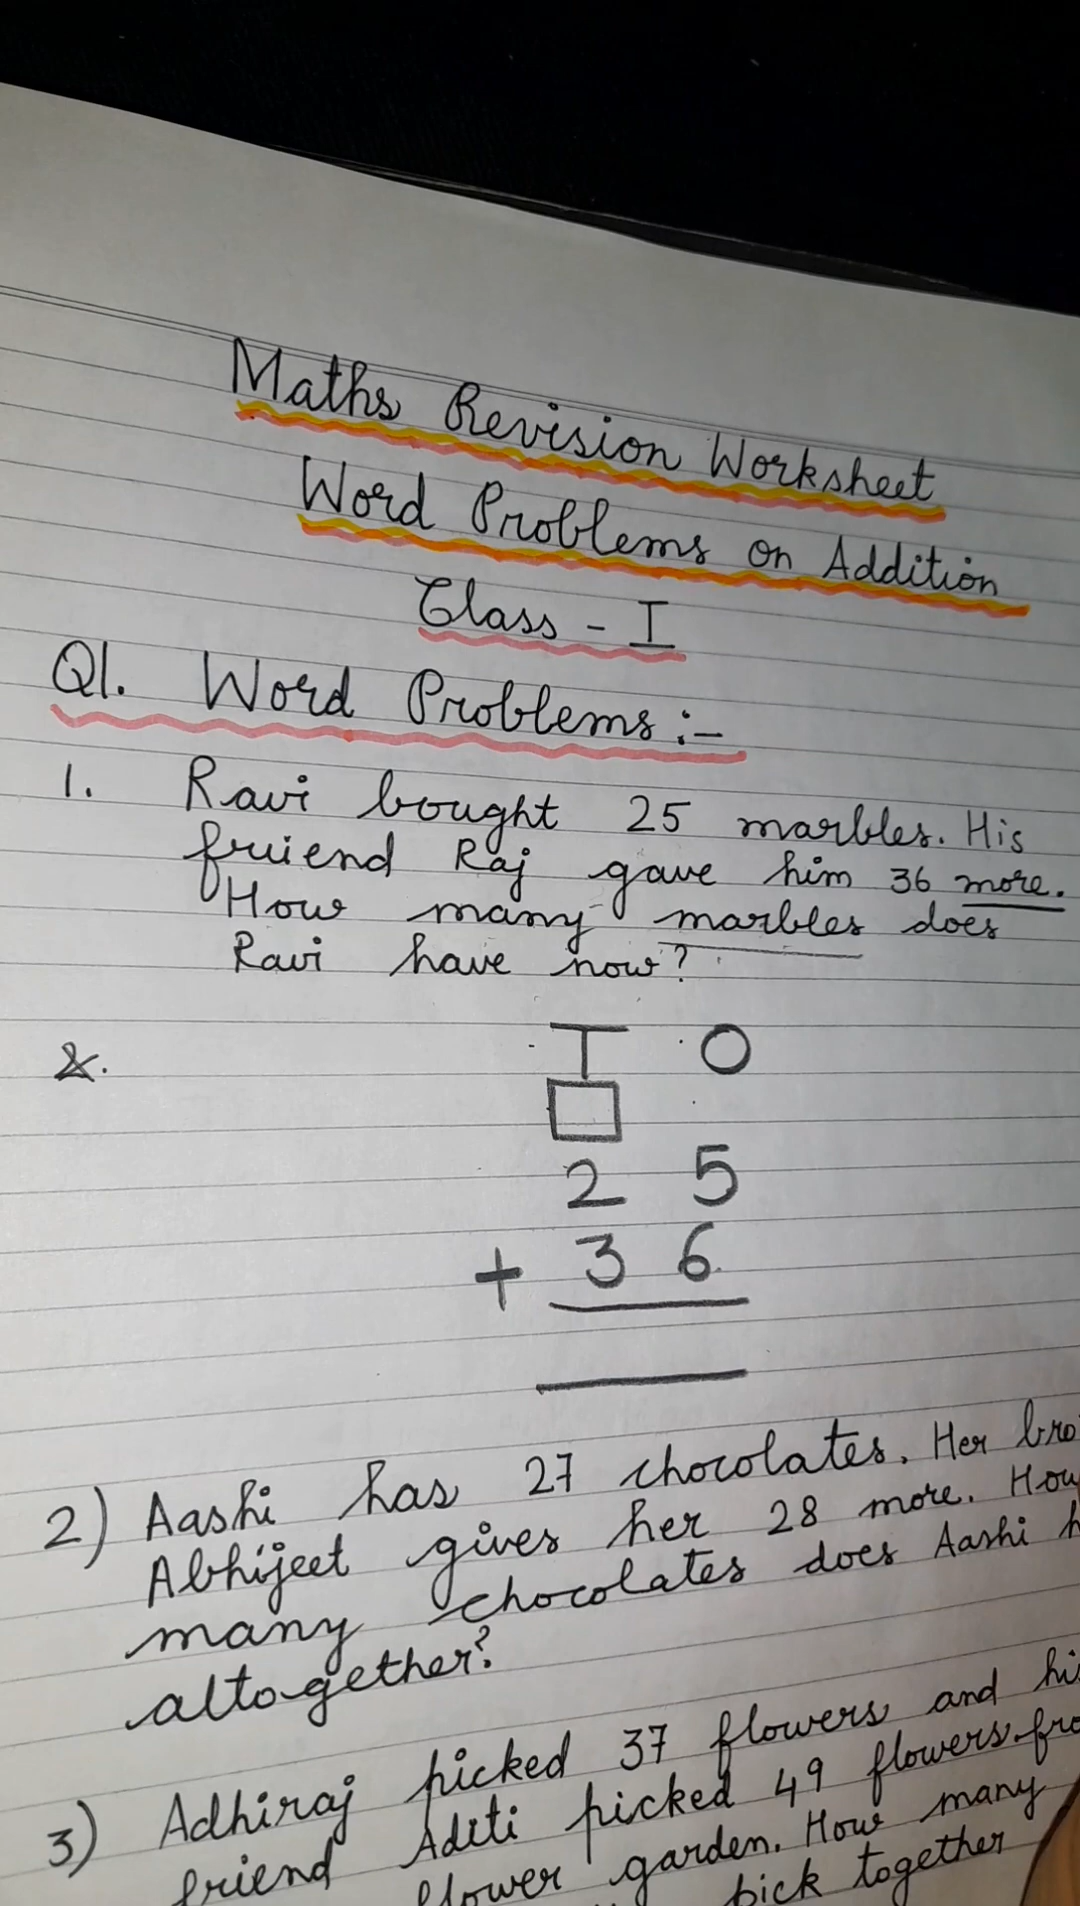 Maths Revision Worksheet
Word Problems on Addition
Class - I
Q1. Word Problems :-
1. Ravi bought 25 marbles. His
friend Raj gave him 36 more.
How many marbles does
Ravi have now?
T O
2 5
+ 3 6
2) Aashi has 27 chocolates. Her
Abhijeet gives her 28 more.
many chocolates does Aashi
altogether?
3) Adhiraj picked 37 flowers and
friend Aditi picked 49 flowers
flower garden. How many
pick together